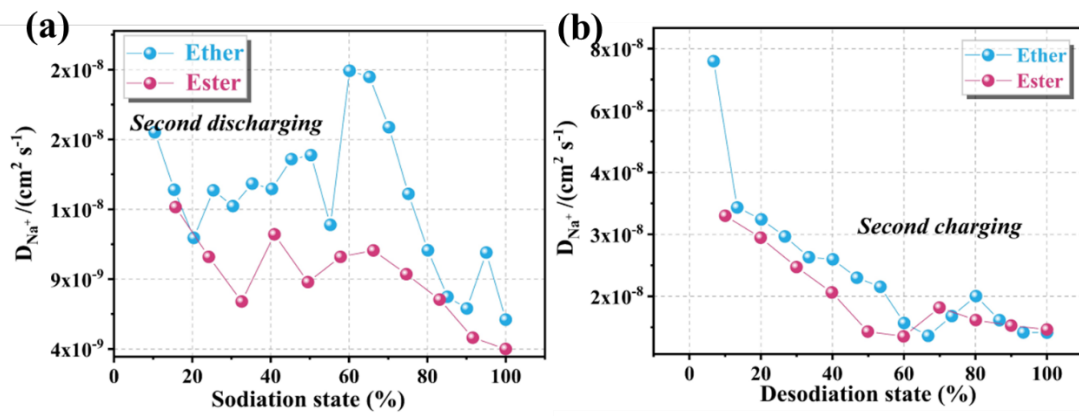 (a)
Ether
Ester
Second discharging
2x10⁻⁸
2x10⁻⁸
1x10⁻⁸
9x10⁻⁹
4x10⁻⁹
D_Na⁺ /(cm² s⁻¹)
0 20 40 60 80 100
Sodiation state (%)
(b)
Ether
Ester
Second charging
8x10⁻⁸
6x10⁻⁸
4x10⁻⁸
3x10⁻⁸
2x10⁻⁸
D_Na⁺ /(cm² s⁻¹)
0 20 40 60 80 100
Desodiation state (%)